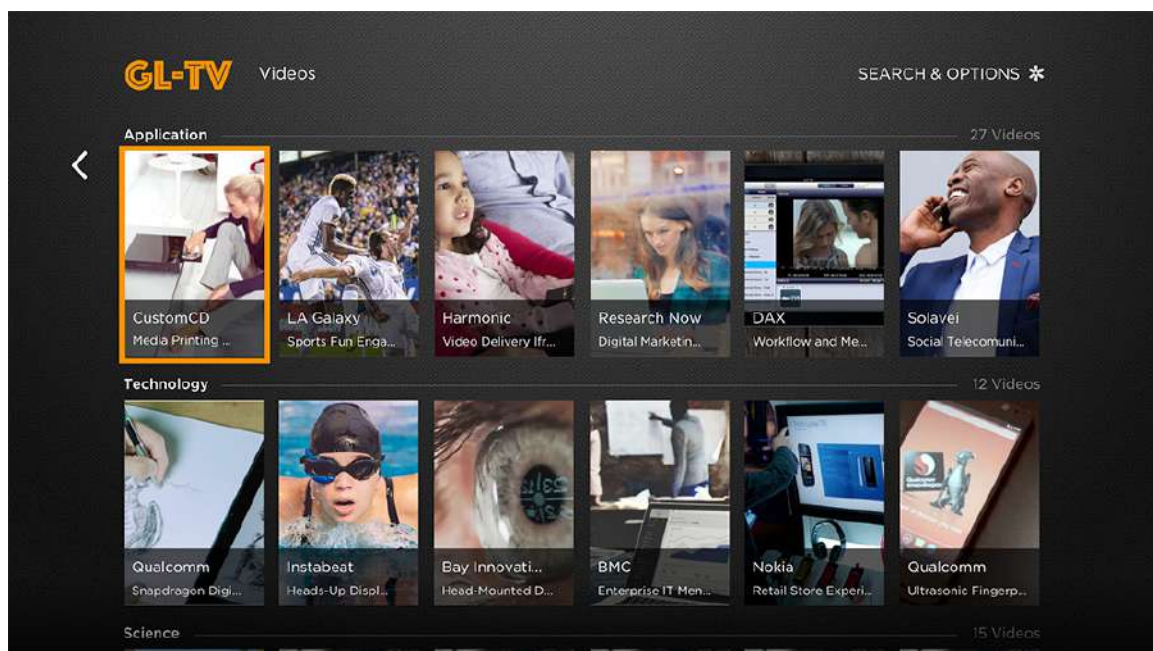 GL-TV Videos SEARCH & OPTIONS *
Application 27 Videos
CustomCD
Media Printing ...
LA Galaxy
Sports Fun Enga...
Harmonic
Video Delivery Ifr...
Research Now
Digital Marketin...
DAX
Workflow and Me...
Solavei
Social Telecomuni...
Technology 12 Videos
Qualcomm
Snapdragon Digi...
Instabeat
Heads-Up Displ...
Bay Innovati...
Head-Mounted D...
BMC
Enterprise IT Men...
Nokia
Retail Store Experi...
Qualcomm
Ultrasonic Fingerp...
Science 15 Videos